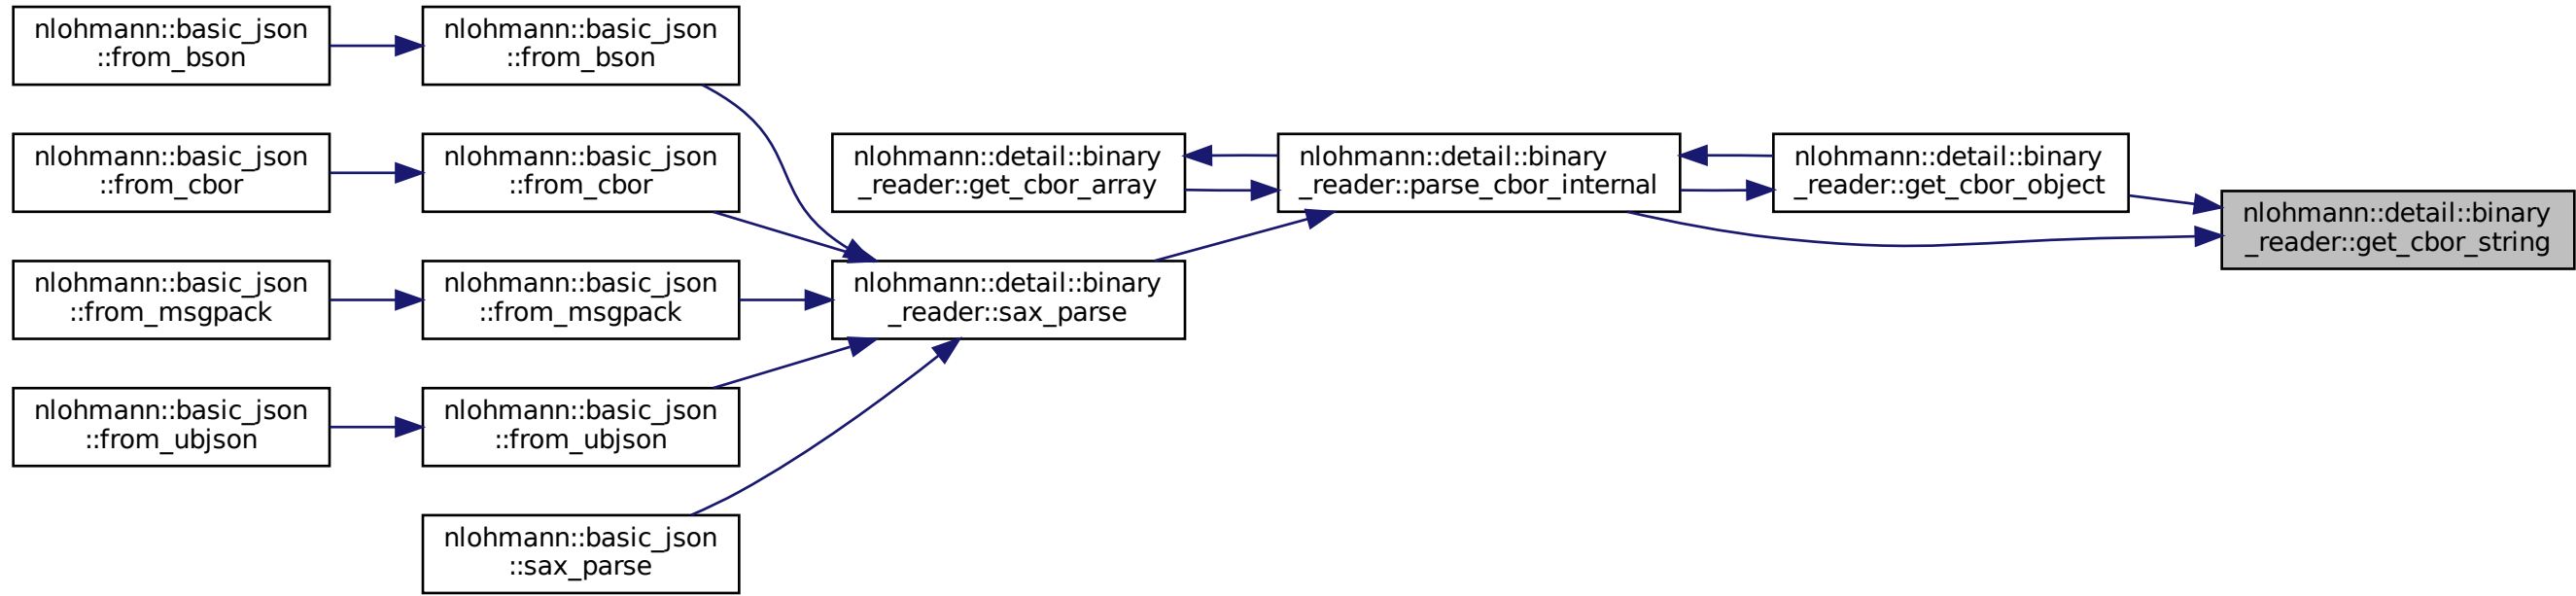 nlohmann::basic_json
::from_bson
nlohmann::basic_json
::from_bson
nlohmann::basic_json
::from_cbor
nlohmann::basic_json
::from_cbor
nlohmann::detail::binary
_reader::get_cbor_array
nlohmann::detail::binary
_reader::parse_cbor_internal
nlohmann::detail::binary
_reader::get_cbor_object
nlohmann::detail::binary
_reader::get_cbor_string
nlohmann::basic_json
::from_msgpack
nlohmann::basic_json
::from_msgpack
nlohmann::detail::binary
_reader::sax_parse
nlohmann::basic_json
::from_ubjson
nlohmann::basic_json
::from_ubjson
nlohmann::basic_json
::sax_parse